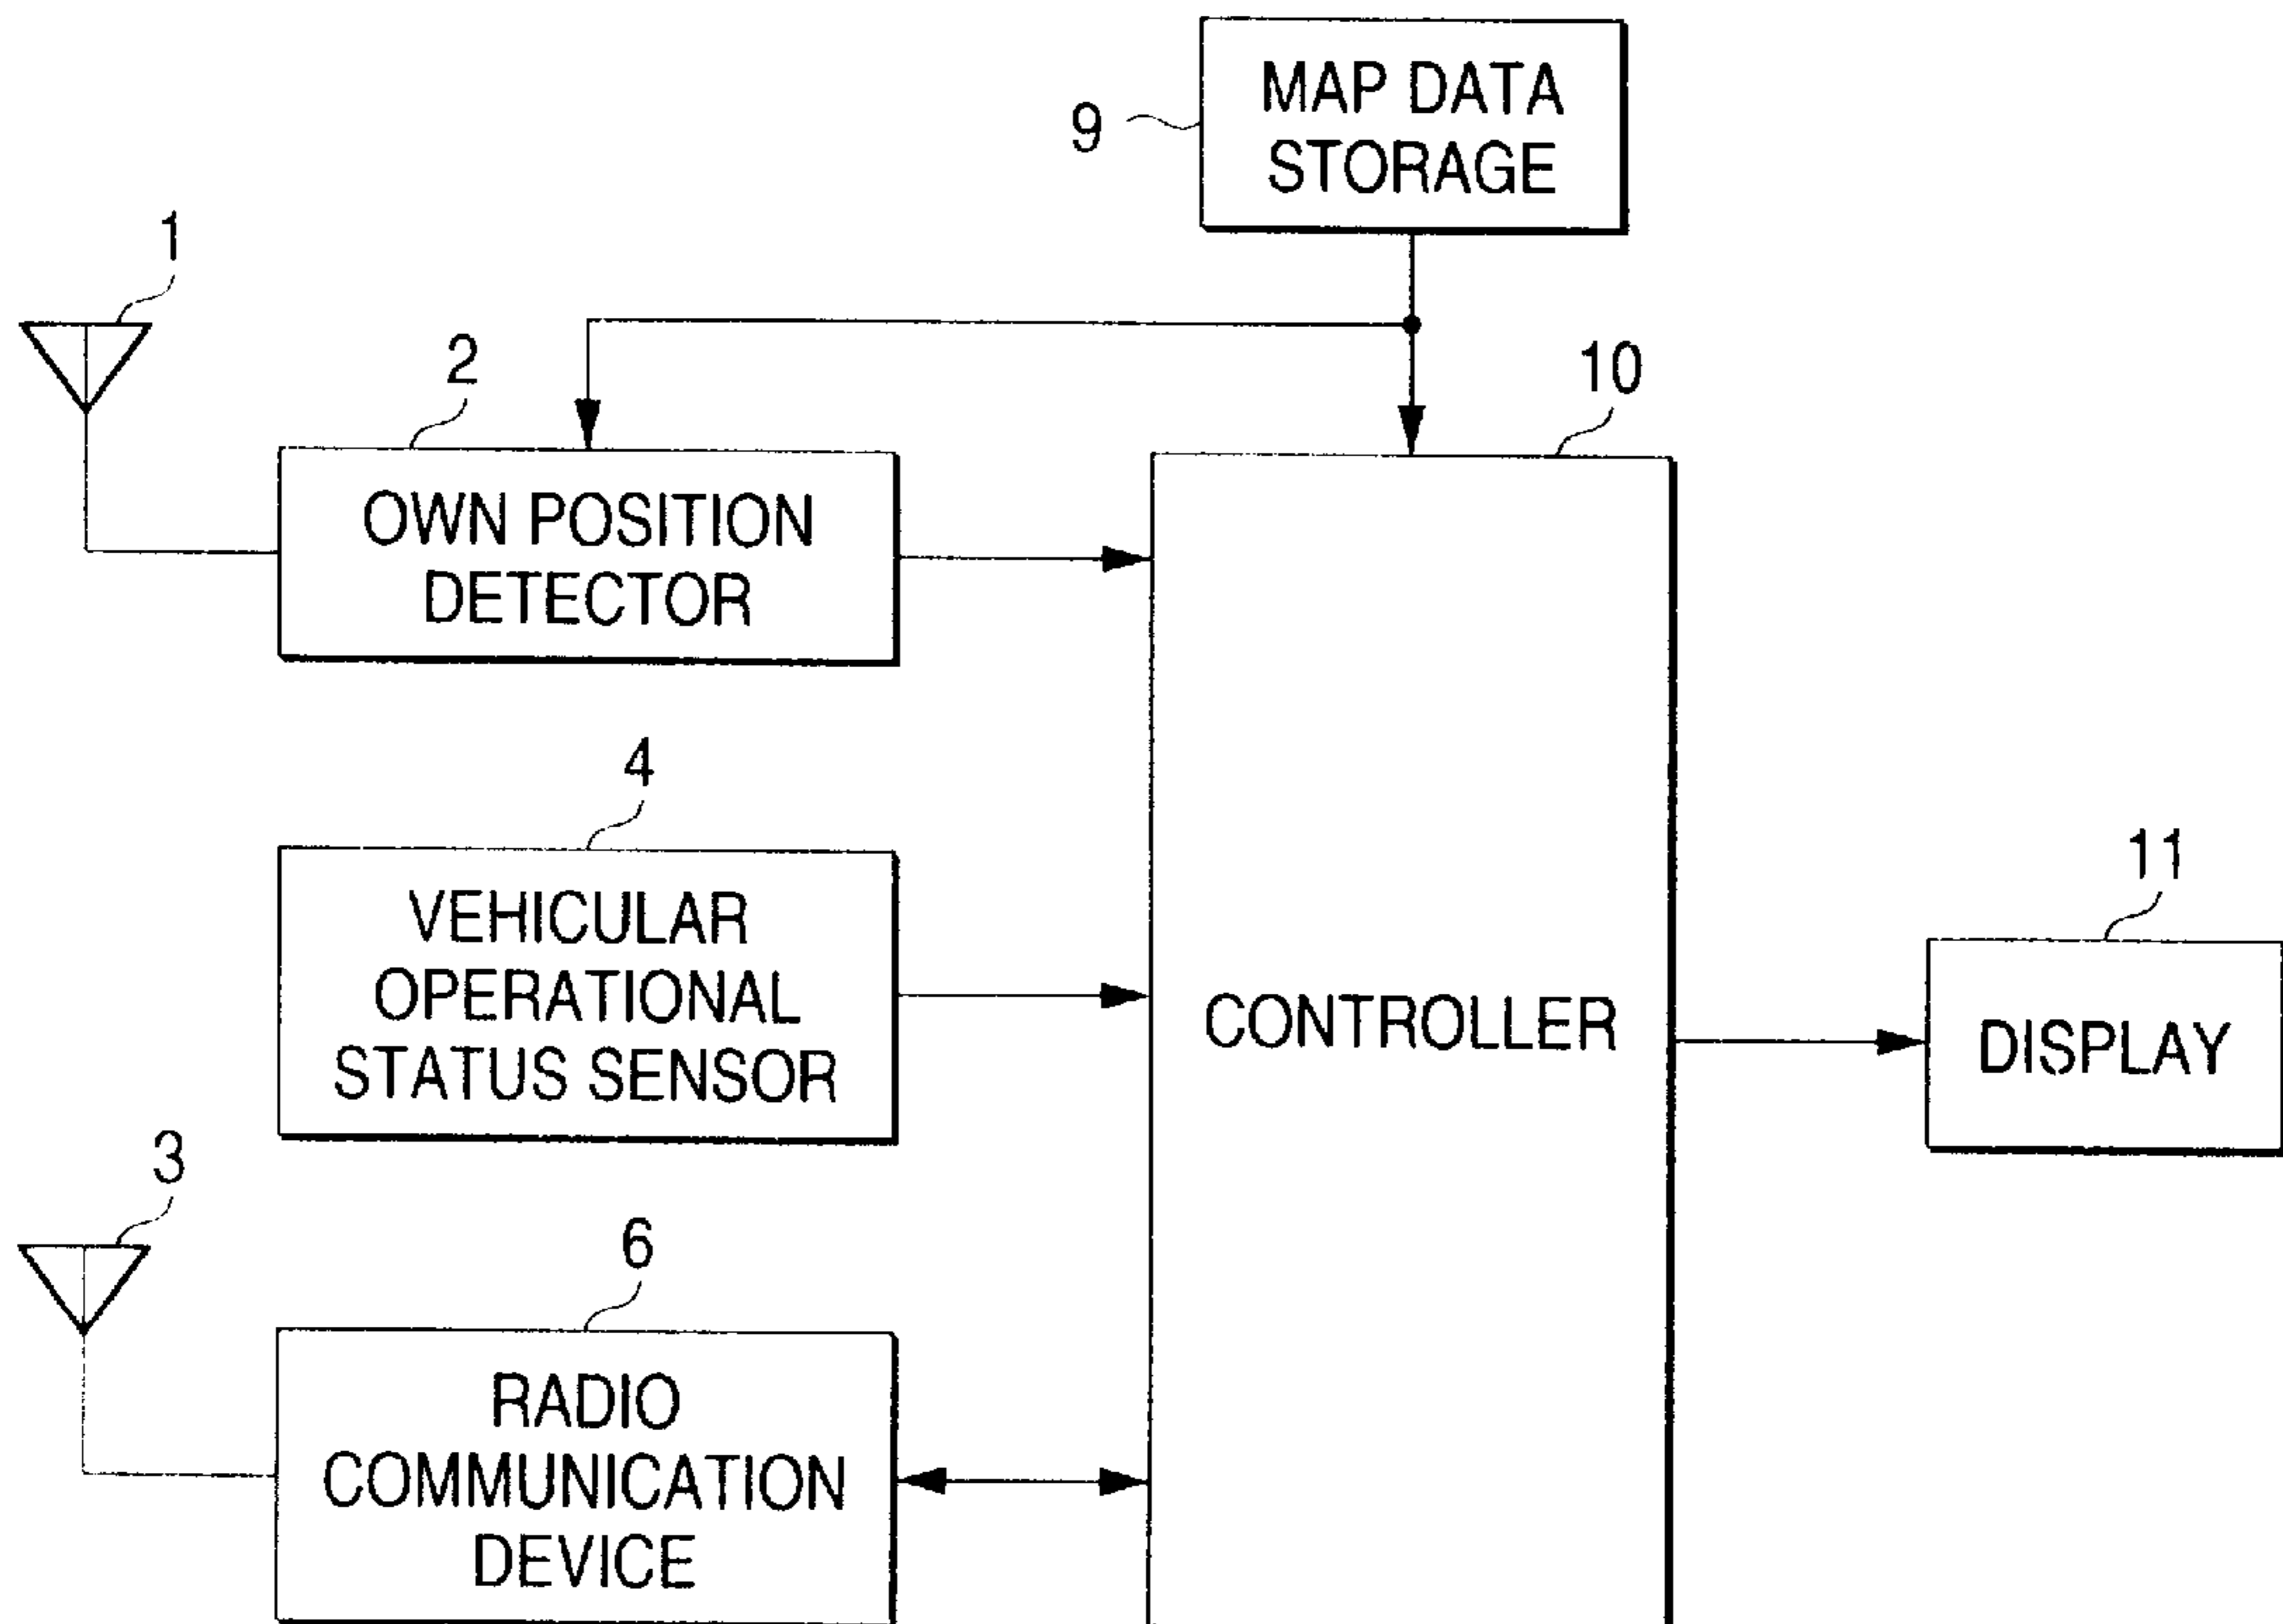 MAP DATA
STORAGE
9
1
2
10
OWN POSITION
DETECTOR
4
VEHICULAR
OPERATIONAL
STATUS SENSOR
CONTROLLER
11
DISPLAY
3
6
RADIO
COMMUNICATION
DEVICE